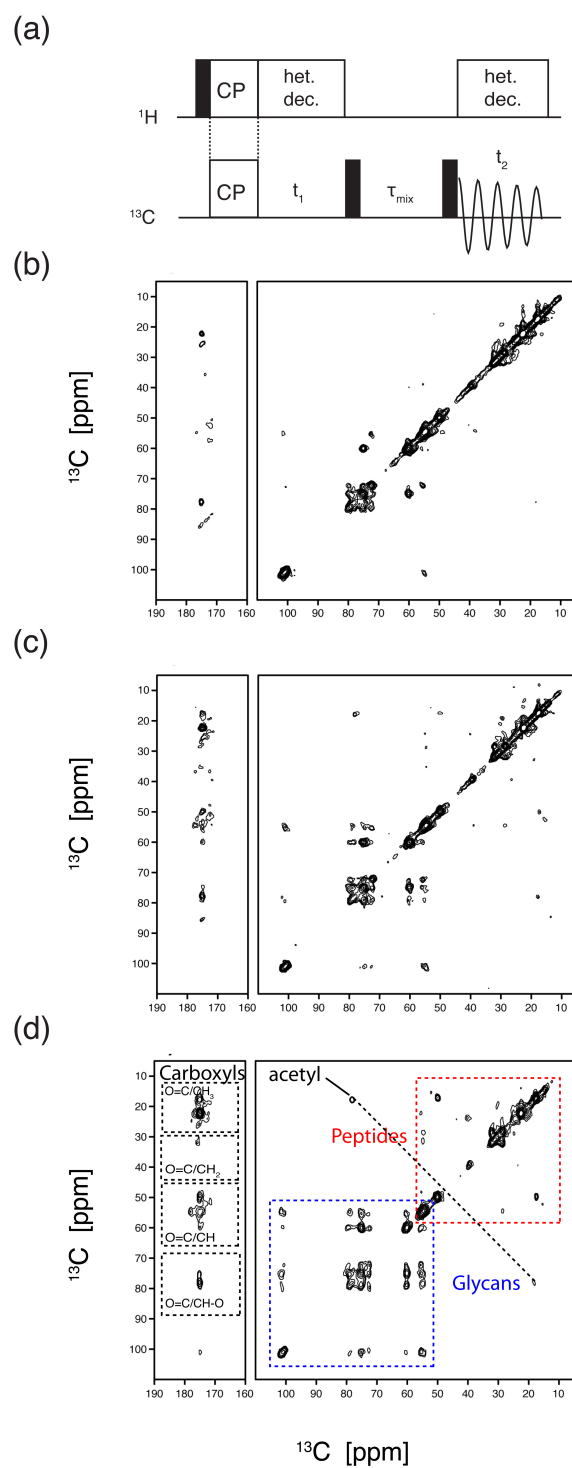 (a)
CP
het.
dec.
het.
dec.
¹H
CP
t₁
τmix
t₂
¹³C
(b)
10
20
30
40
50
60
70
80
90
100
¹³C [ppm]
190 180 170 160
100 90 80 70 60 50 40 30 20 10
(c)
10
20
30
40
50
60
70
80
90
100
¹³C [ppm]
190 180 170 160
100 90 80 70 60 50 40 30 20 10
(d)
Carboxyls
O=C/CH₃
O=C/CH₂
O=C/CH
O=C/CH-O
acetyl
Peptides
Glycans
10
20
30
40
50
60
70
80
90
100
¹³C [ppm]
190 180 170 160
100 90 80 70 60 50 40 30 20 10
¹³C [ppm]